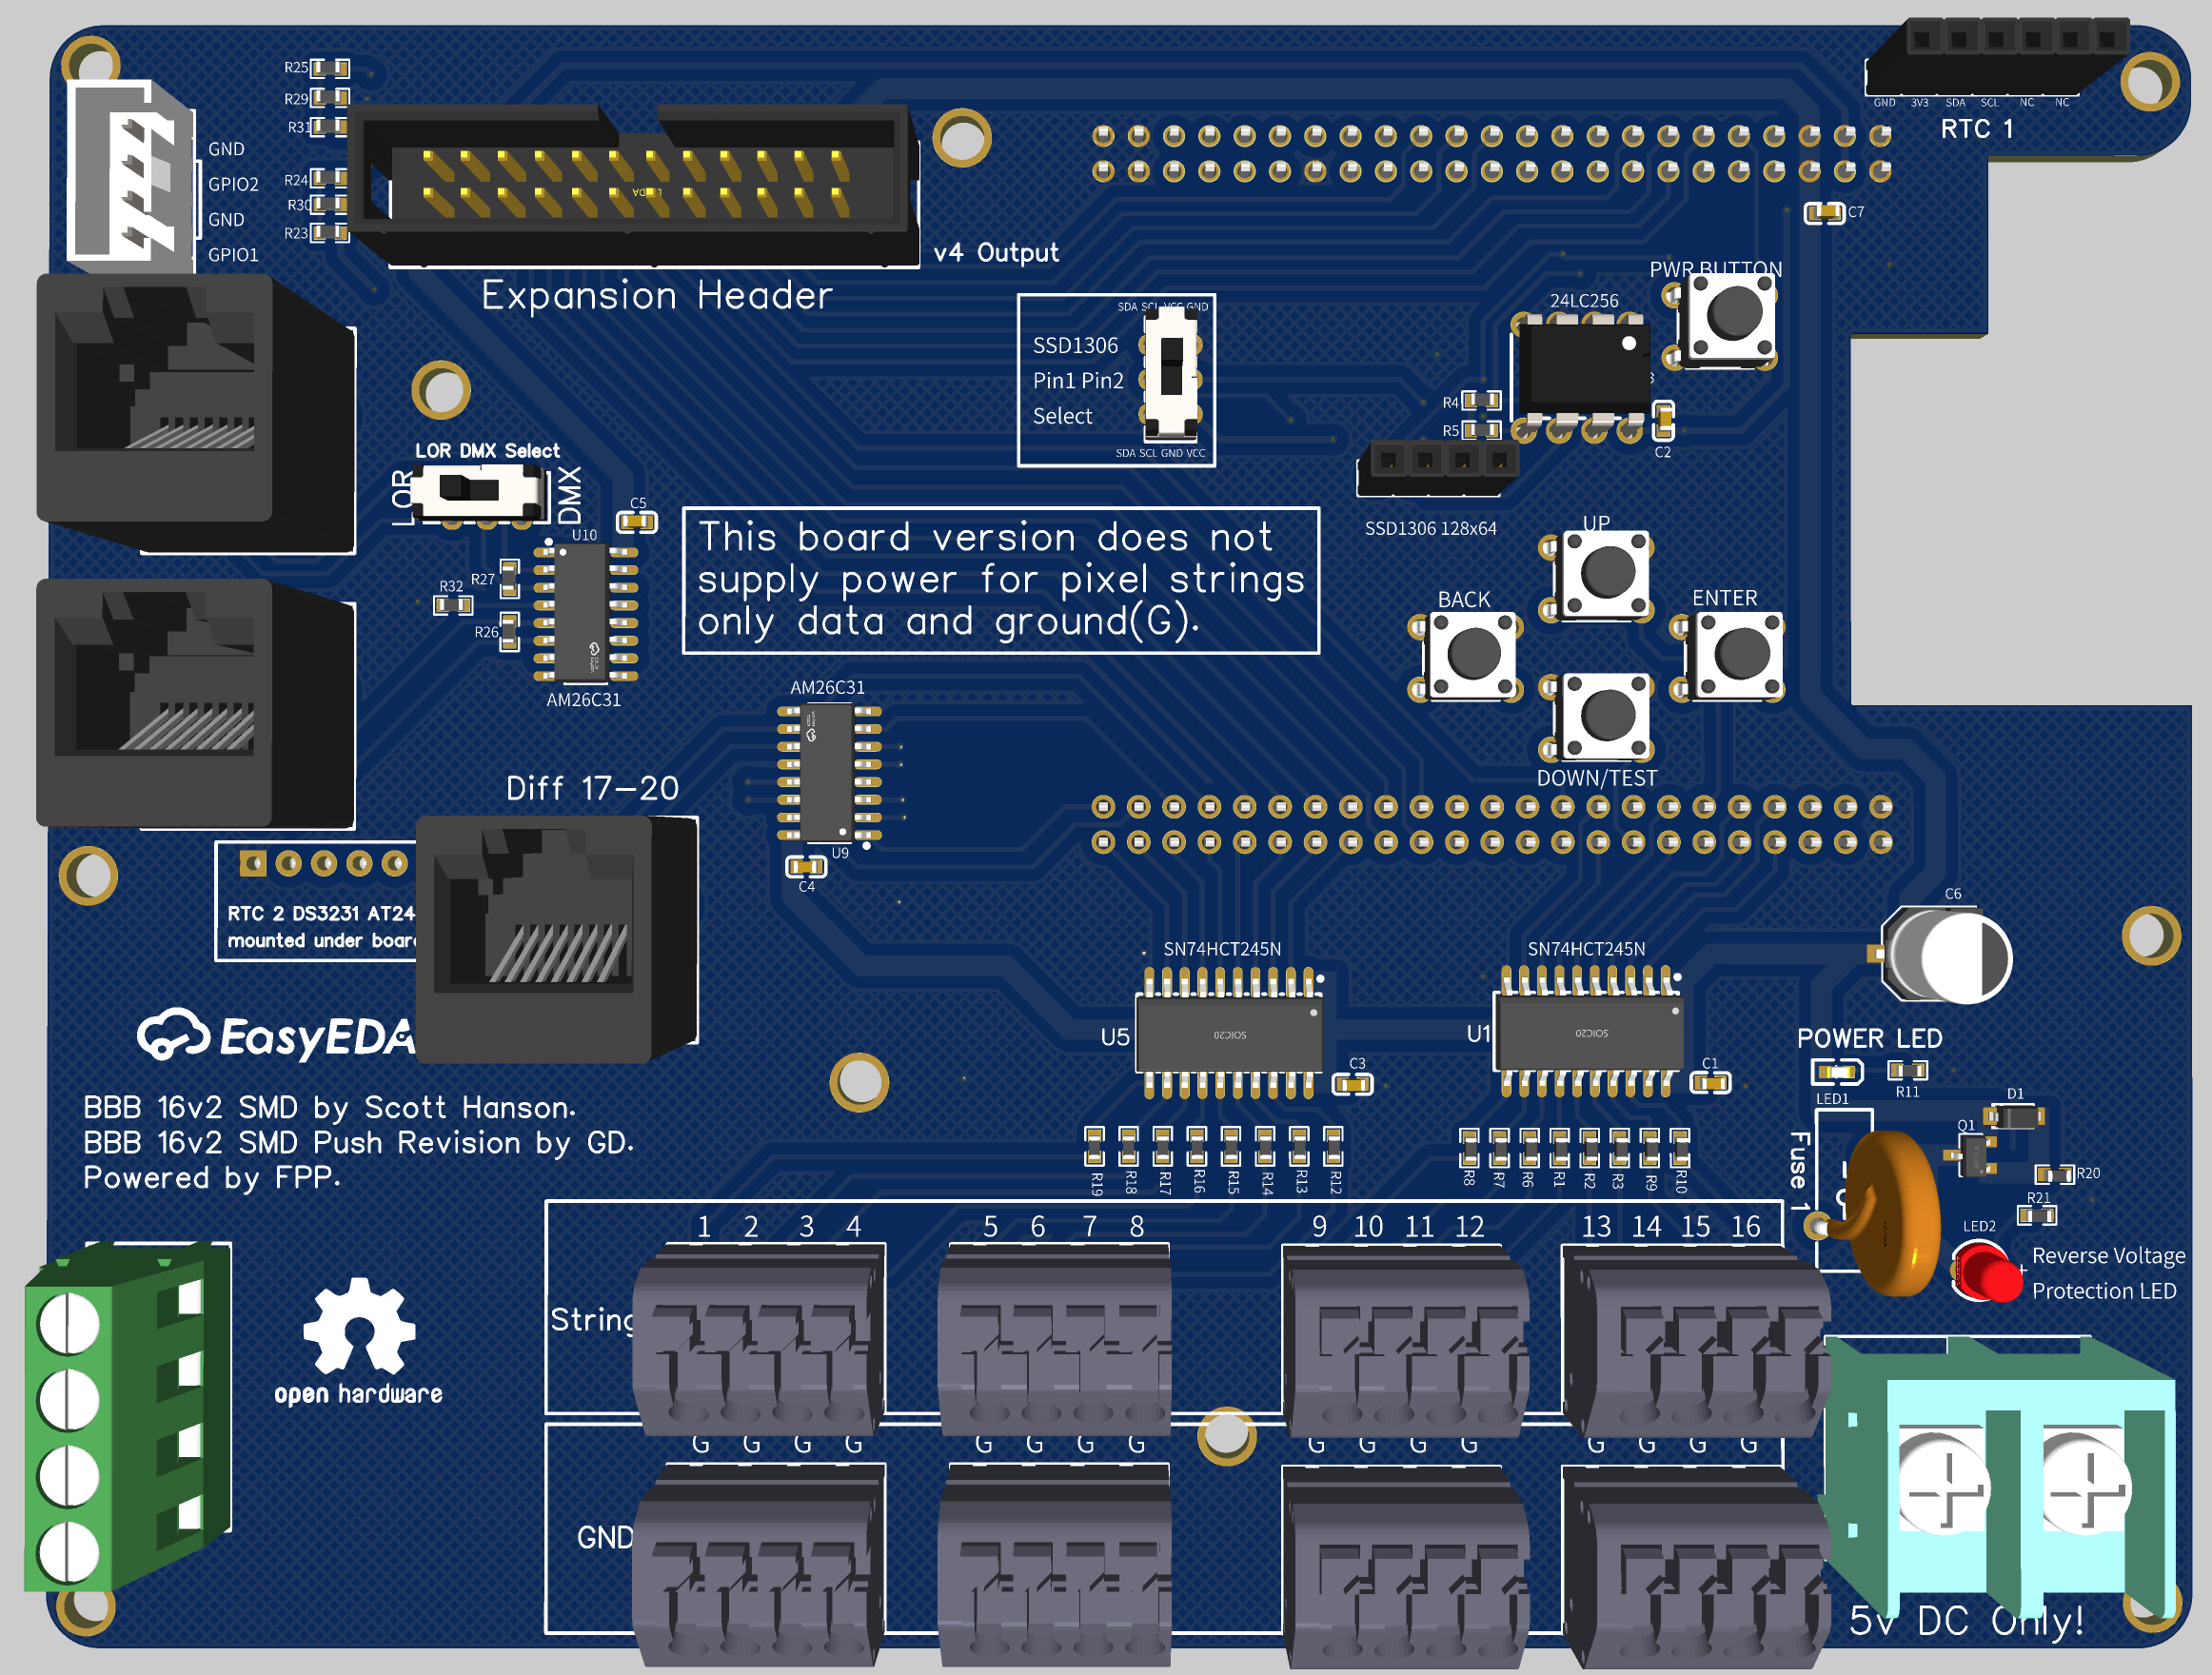 R25
R29
R31
R24
R30
R23
GND
GPIO2
GND
GPIO1
GND 3V3 SDA SCL NC NC
RTC 1
C7
v4 Output
Expansion Header
PWR BUTTON
24LC256
SDA SCL VCC GND
SSD1306
Pin1 Pin2
Select
SDA SCL GND VCC
R4
R5
C2
SSD1306 128x64
LOR DMX Select
LOR
DMX
C5
U10
R27
R32
R26
AM26C31
This board version does not
supply power for pixel strings
only data and ground(G).
UP
BACK
ENTER
DOWN/TEST
AM26C31
U9
C4
Diff 17-20
RTC 2 DS3231 AT24
mounted under
C6
SN74HCT245N
SN74HCT245N
U5
SOIC20
U1
SOIC20
C3
C1
EasyEDA
POWER LED
LED1
R11
D1
Q1
R20
R21
LED2
Fuse 1
Reverse Voltage
Protection LED
BBB 16v2 SMD by Scott Hanson.
BBB 16v2 SMD Push Revision by GD.
Powered by FPP.
R19 R18 R17 R16 R15 R14 R13 R12
R8 R7 R6 R1 R2 R3 R9 R10
1 2 3 4 5 6 7 8 9 10 11 12 13 14 15 16
String
G G G G G G G G G G G G G G G G
GND
open hardware
5v DC Only!